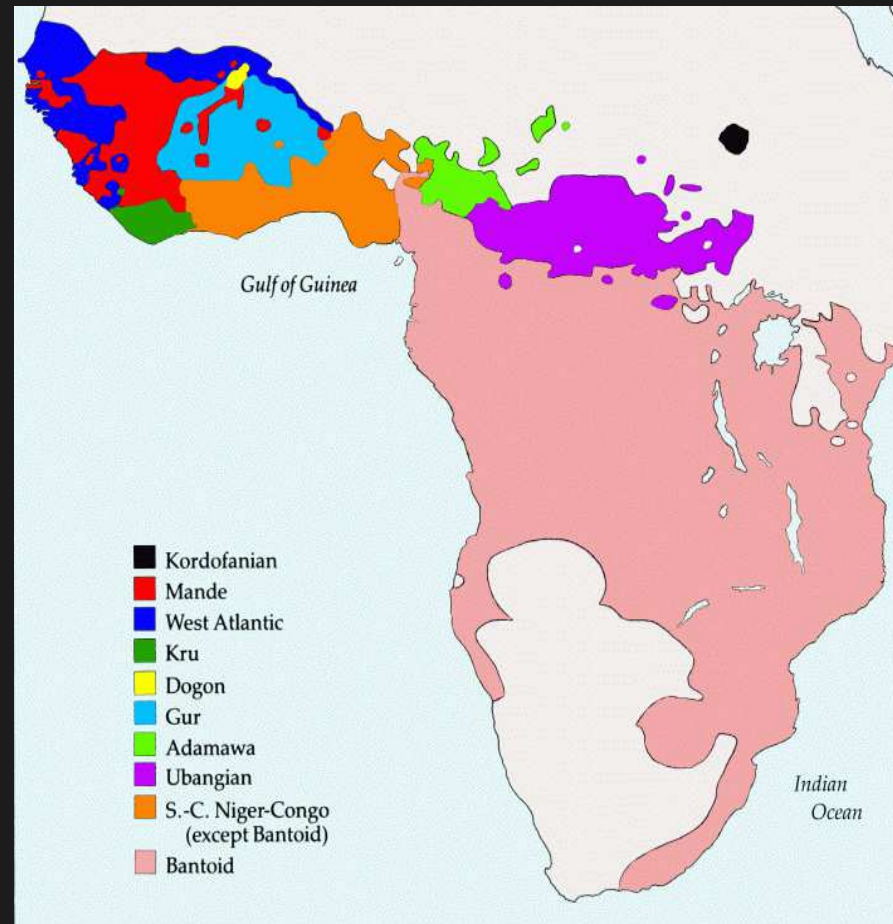 Gulf of Guinea
Kordofanian
Mande
West Atlantic
Kru
Dogon
Gur
Adamawa
Ubangian
S.-C. Niger-Congo
(except Bantoid)
Bantoid
Indian
Ocean